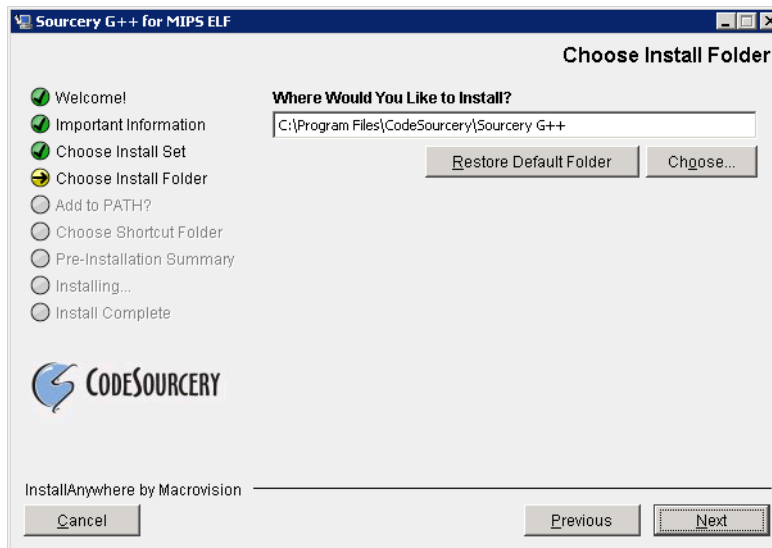 Sourcery G++ for MIPS ELF
Choose Install Folder
Welcome!
Important Information
Choose Install Set
Choose Install Folder
Add to PATH?
Choose Shortcut Folder
Pre-Installation Summary
Installing...
Install Complete
Where Would You Like to Install?
C:\Program Files\CodeSourcery\Sourcery G++
Restore Default Folder
Choose...
CODESOURCERY
InstallAnywhere by Macrovision
Cancel
Previous
Next